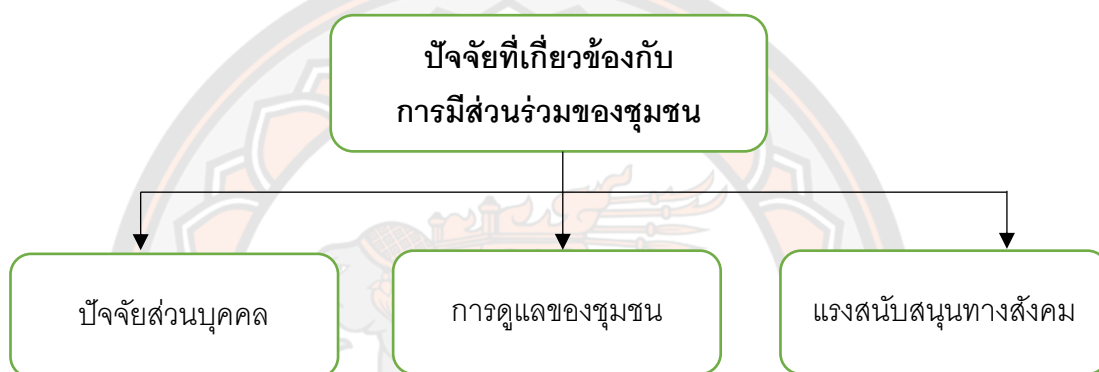 ปัจจัยที่เกี่ยวข้องกับ
การมีส่วนร่วมของชุมชน
ปัจจัยส่วนบุคคล
การดูแลของชุมชน
แรงสนับสนุนทางสังคม